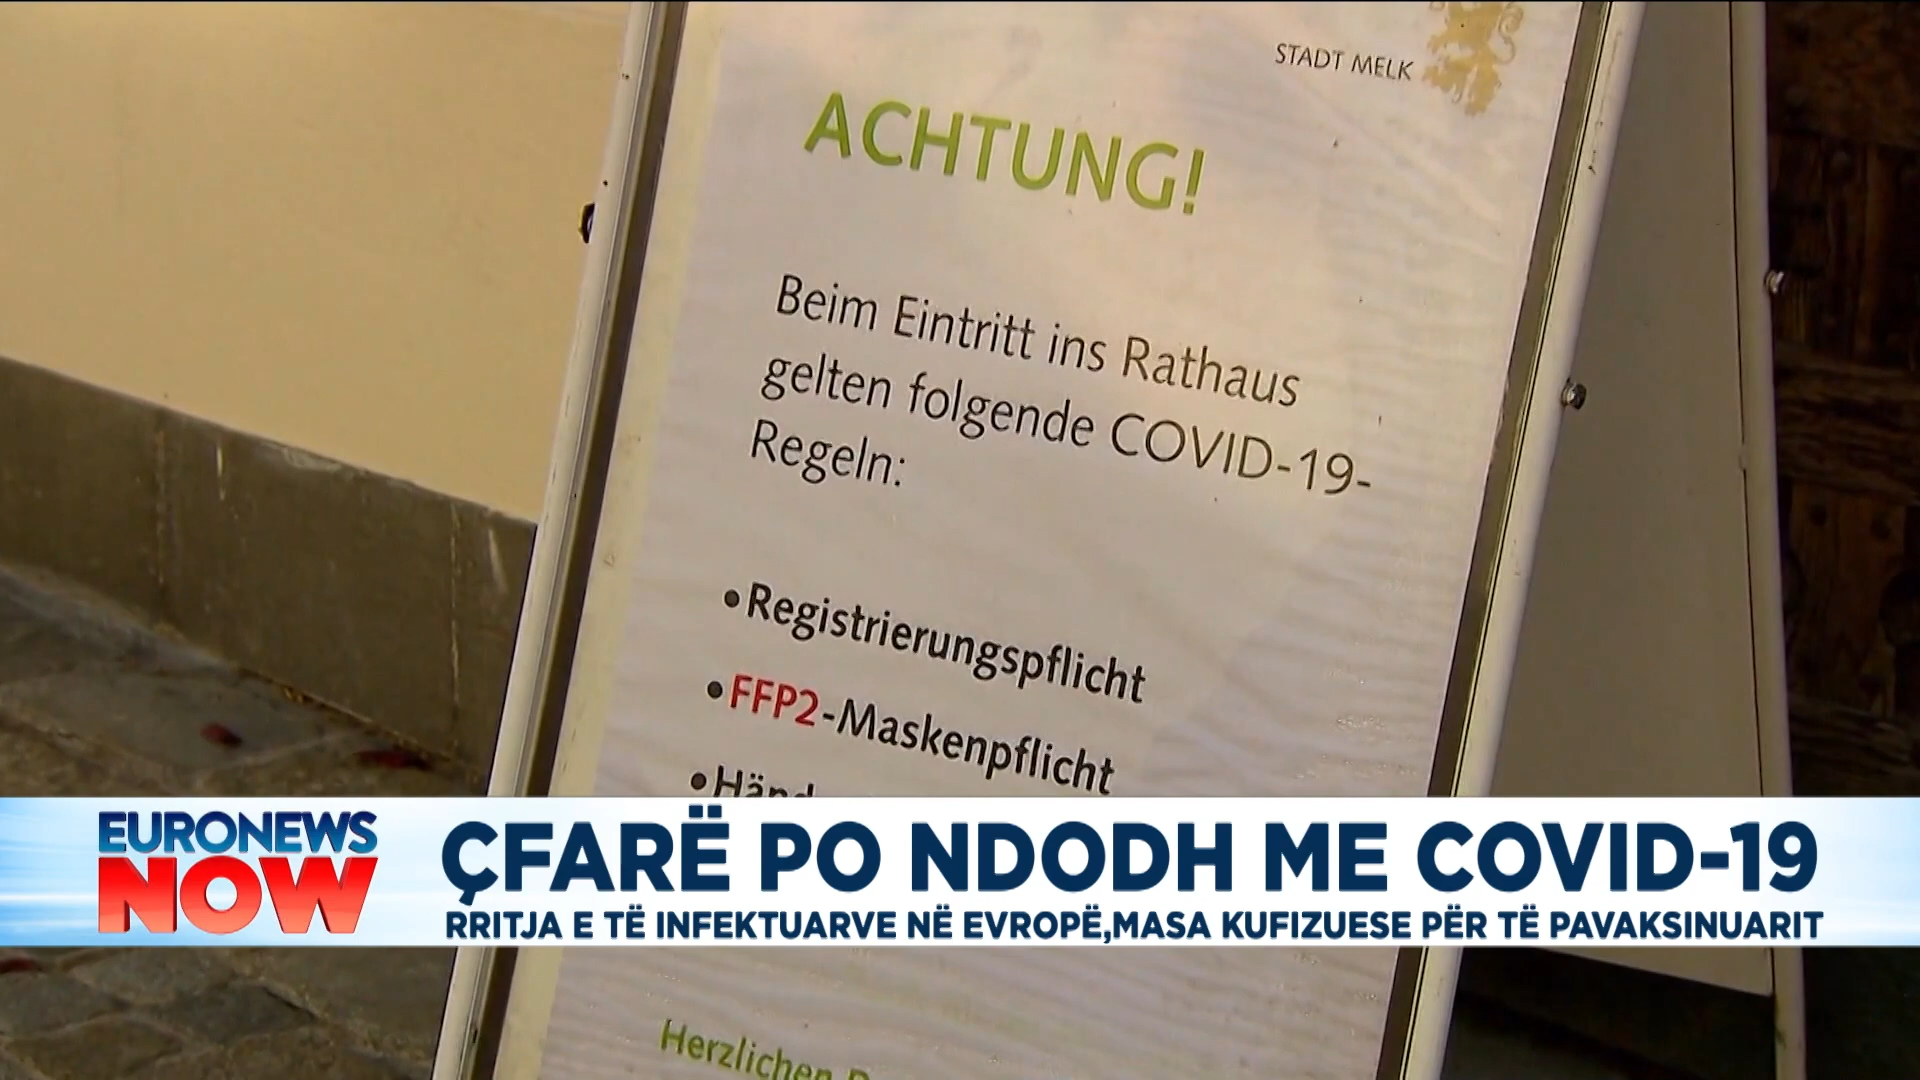 STADT MELK
ACHTUNG!
Beim Eintritt ins Rathaus
gelten folgende COVID-19-
Regeln:
•Registrierungspflicht
•FFP2-Maskenpflicht
EURONEWS
NOW
ÇFARË PO NDODH ME COVID-19
RRITJA E TË INFEKTUARVE NË EVROPË,MASA KUFIZUESE PËR TË PAVAKSINUARIT
Herzlichen